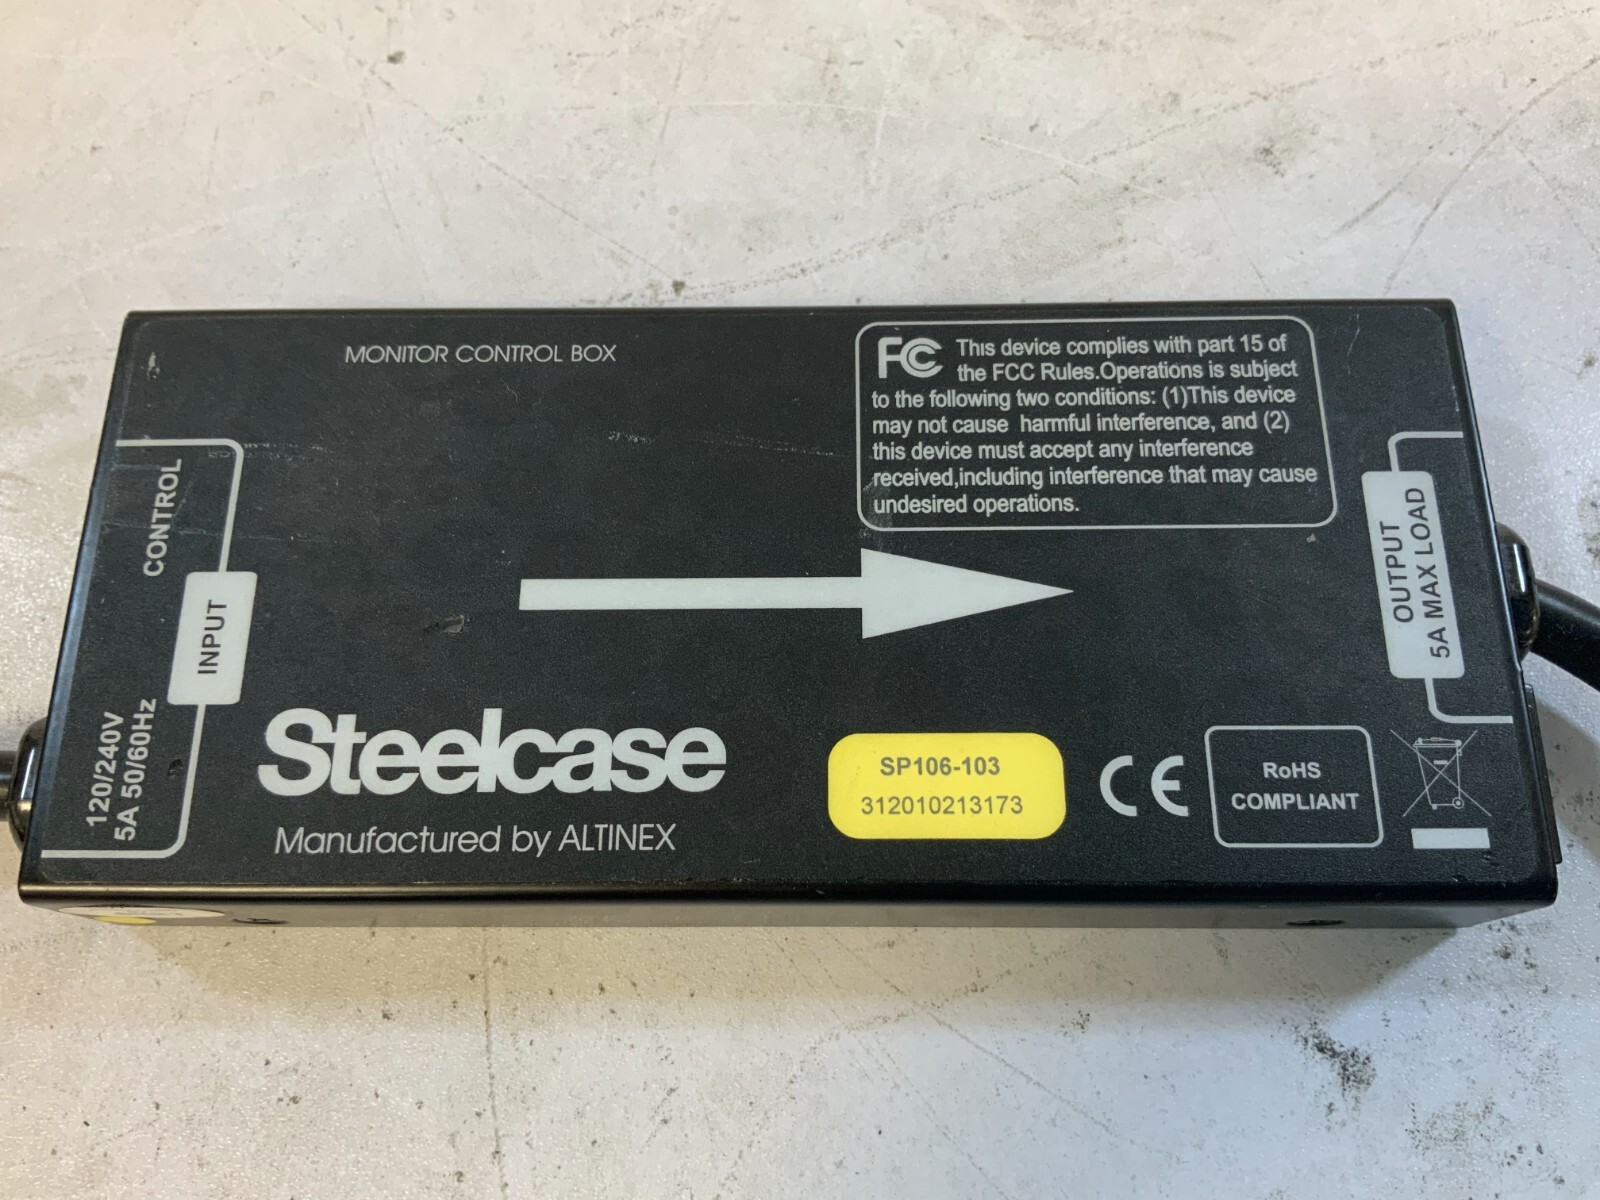 MONITOR CONTROL BOX
FC This device complies with part 15 of
the FCC Rules.Operations is subject
to the following two conditions: (1)This device
may not cause harmful interference, and (2)
this device must accept any interference
received,including interference that may cause
undesired operations.
CONTROL
INPUT
120/240V
5A 50/60Hz
OUTPUT
5A MAX LOAD
Steelcase
Manufactured by ALTINEX
SP106-103
312010213173
CE
RoHS
COMPLIANT